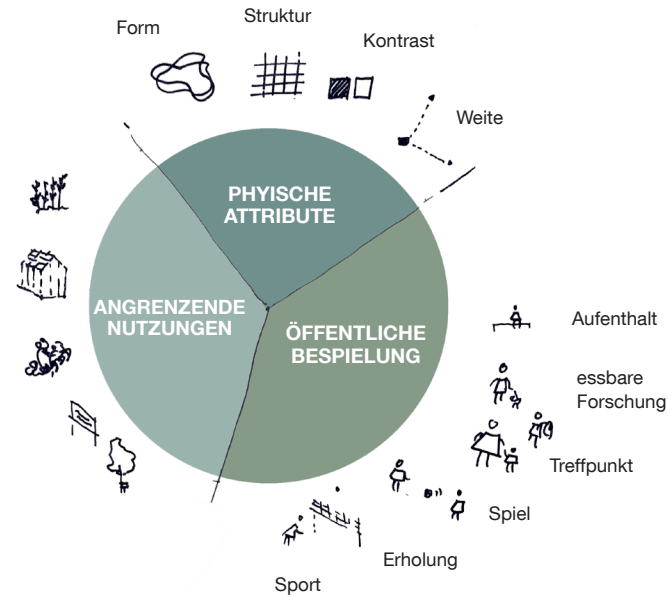 Form
Struktur
Kontrast
Weite
PHYISCHE
ATTRIBUTE
ANGRENZENDE
NUTZUNGEN
ÖFFENTLICHE
BESPIELUNG
Aufenthalt
essbare
Forschung
Treffpunkt
Spiel
Erholung
Sport